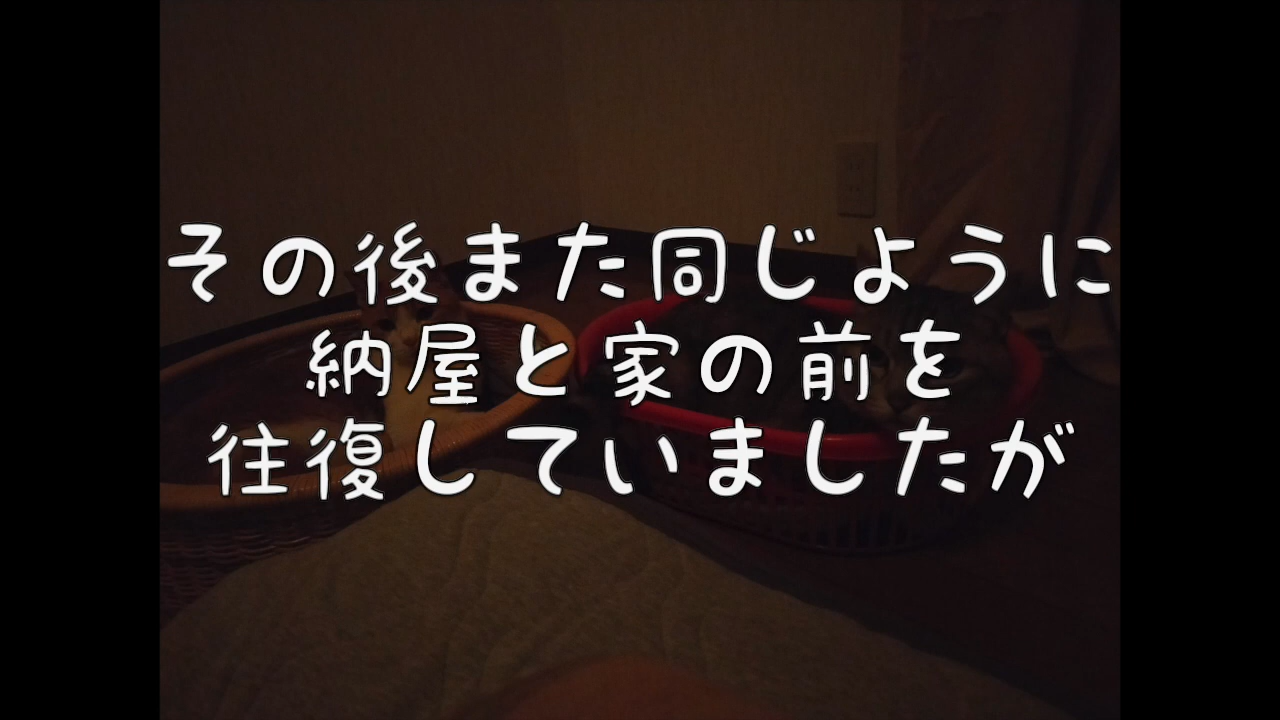 その後また同じように
納屋と家の前を
往復していましたが